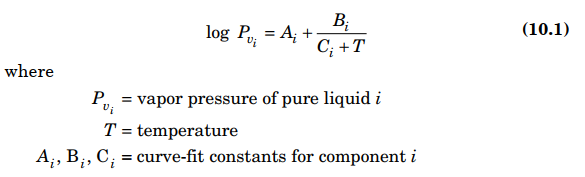 log P_{v_i} = A_i + \frac{B_i}{C_i + T} (10.1)
where
P_{v_i} = vapor pressure of pure liquid i
T = temperature
A_i, B_i, C_i = curve-fit constants for component i